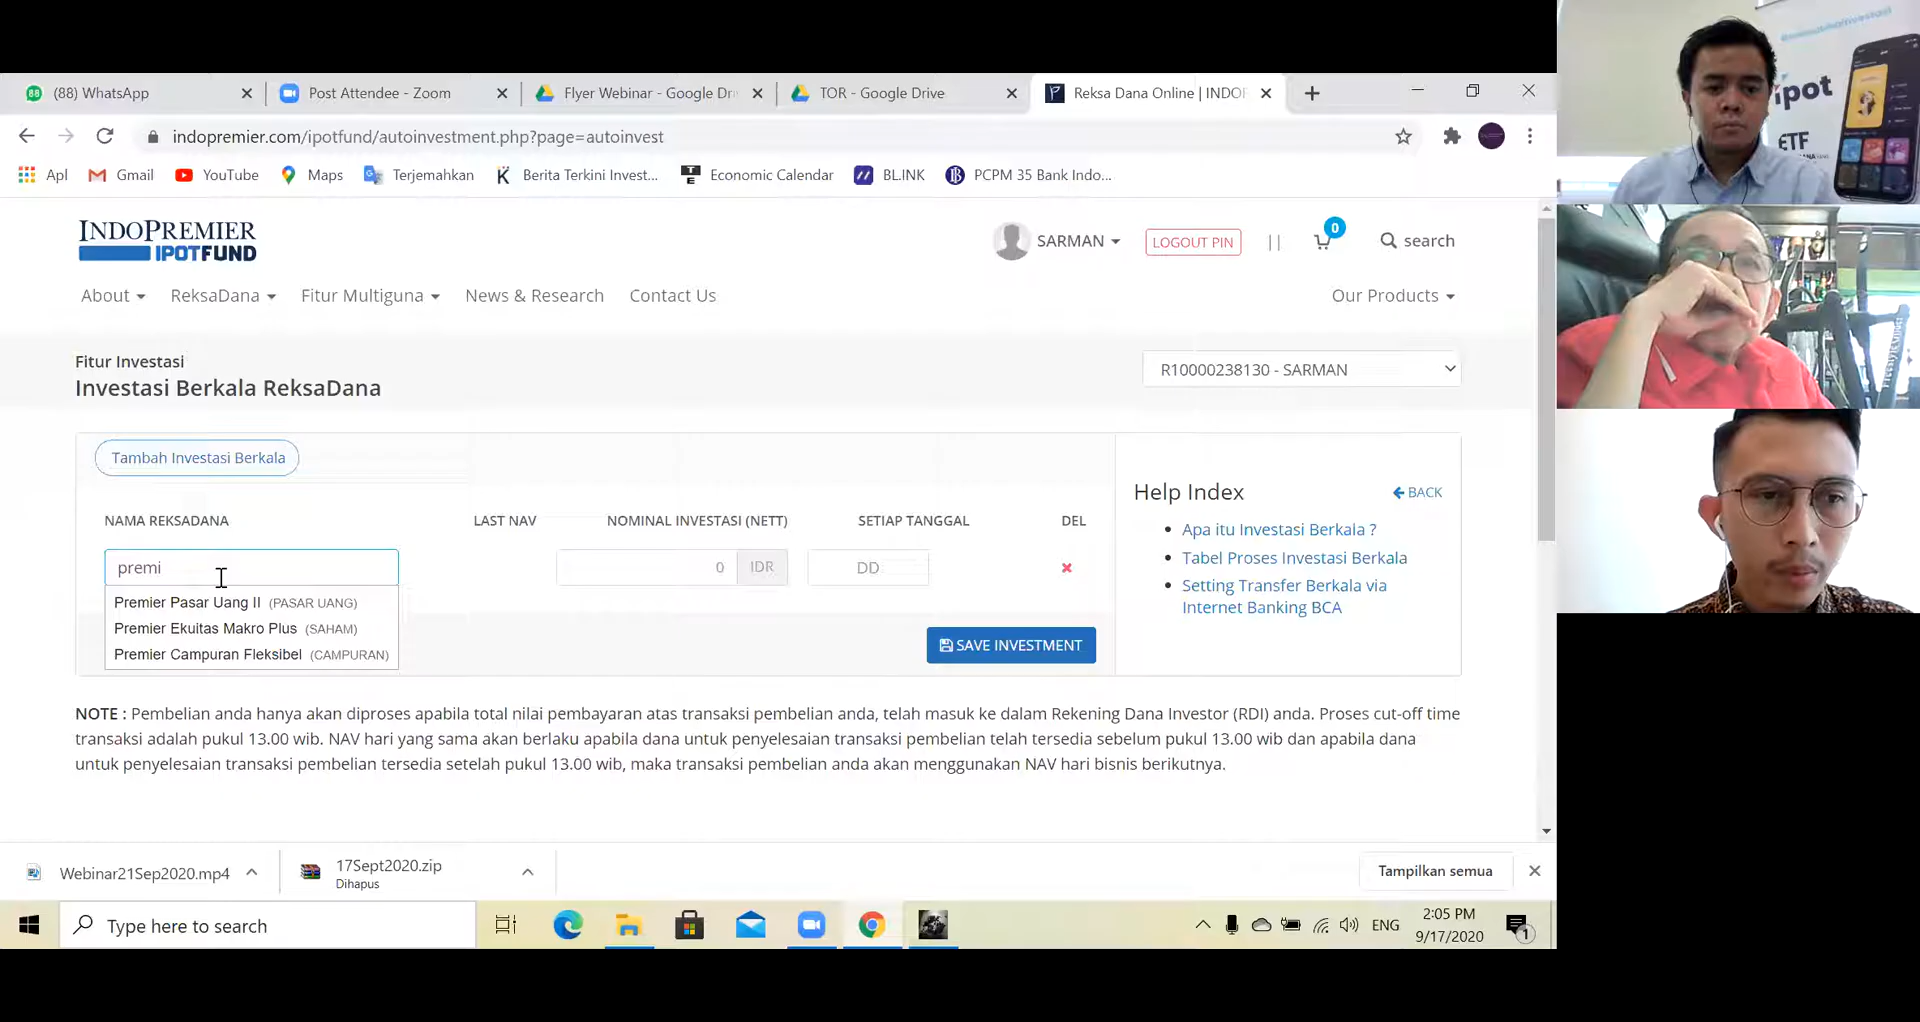 (88) WhatsApp
Post Attendee - Zoom
Flyer Webinar - Google Dri
TOR - Google Drive
Reksa Dana Online | INDO
indopremier.com/ipotfund/autoinvestment.php?page=autoinvest
Apl
Gmail
YouTube
Maps
Terjemahkan
Berita Terkini Invest...
Economic Calendar
BL.INK
PCPM 35 Bank Indo...
INDOPREMIER
IPOTFUND
SARMAN
LOGOUT PIN
||
0
search
About
ReksaDana
Fitur Multiguna
News & Research
Contact Us
Our Products
Fitur Investasi
Investasi Berkala ReksaDana
R10000238130 - SARMAN
Tambah Investasi Berkala
NAMA REKSADANA
LAST NAV
NOMINAL INVESTASI (NETT)
SETIAP TANGGAL
DEL
premi
0
IDR
DD
Premier Pasar Uang II (PASAR UANG)
Premier Ekuitas Makro Plus (SAHAM)
Premier Campuran Fleksibel (CAMPURAN)
SAVE INVESTMENT
Help Index
BACK
Apa itu Investasi Berkala ?
Tabel Proses Investasi Berkala
Setting Transfer Berkala via
Internet Banking BCA
NOTE : Pembelian anda hanya akan diproses apabila total nilai pembayaran atas transaksi pembelian anda, telah masuk ke dalam Rekening Dana Investor (RDI) anda. Proses cut-off time
transaksi adalah pukul 13.00 wib. NAV hari yang sama akan berlaku apabila dana untuk penyelesaian transaksi pembelian telah tersedia sebelum pukul 13.00 wib dan apabila dana
untuk penyelesaian transaksi pembelian tersedia setelah pukul 13.00 wib, maka transaksi pembelian anda akan menggunakan NAV hari bisnis berikutnya.
Webinar21Sep2020.mp4
17Sept2020.zip
Dihapus
Tampilkan semua
Type here to search
ENG
2:05 PM
9/17/2020
1
ipot
ETF